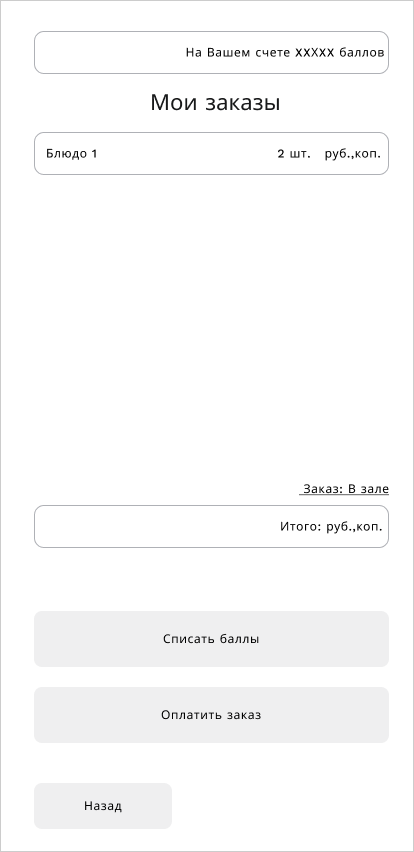 На Вашем счете XXXXX баллов
Мои заказы
Блюдо 1 2 шт. руб.,коп.
Заказ: В зале
Итого: руб.,коп.
Списать баллы
Оплатить заказ
Назад